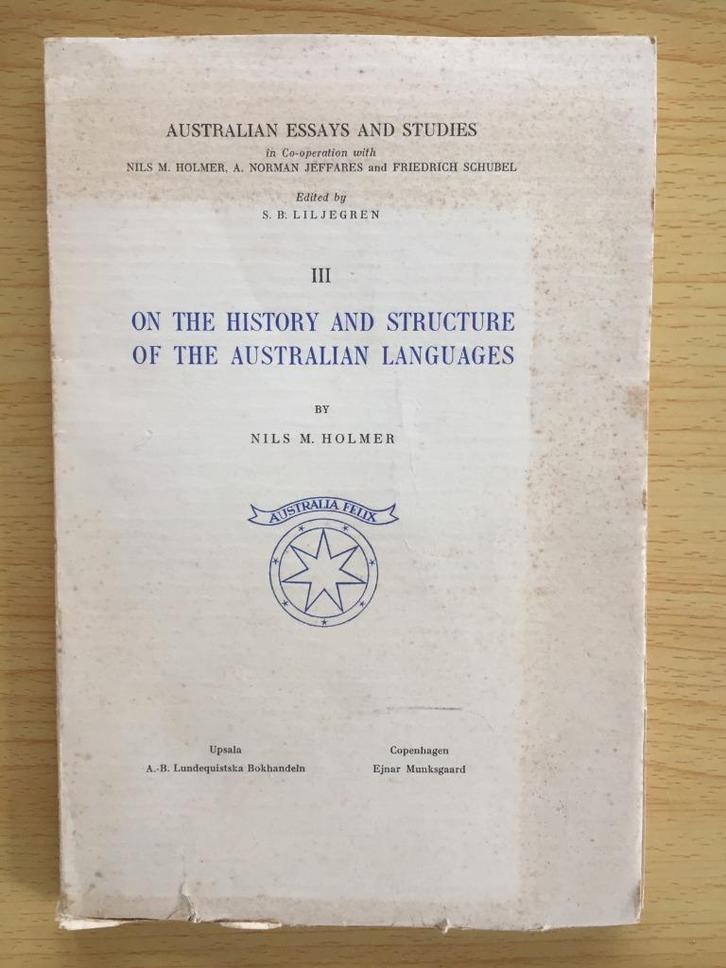 AUSTRALIAN ESSAYS AND STUDIES
in Co-operation with
NILS M. HOLMER, A. NORMAN JEFFARES and FRIEDRICH SCHUBEL
Edited by
S. B. LILJEGREN
III
ON THE HISTORY AND STRUCTURE
OF THE AUSTRALIAN LANGUAGES
BY
NILS M. HOLMER
AUSTRALIA FELIX
Upsala
A.-B. Lundequistska Bokhandeln
Copenhagen
Ejnar Munksgaard